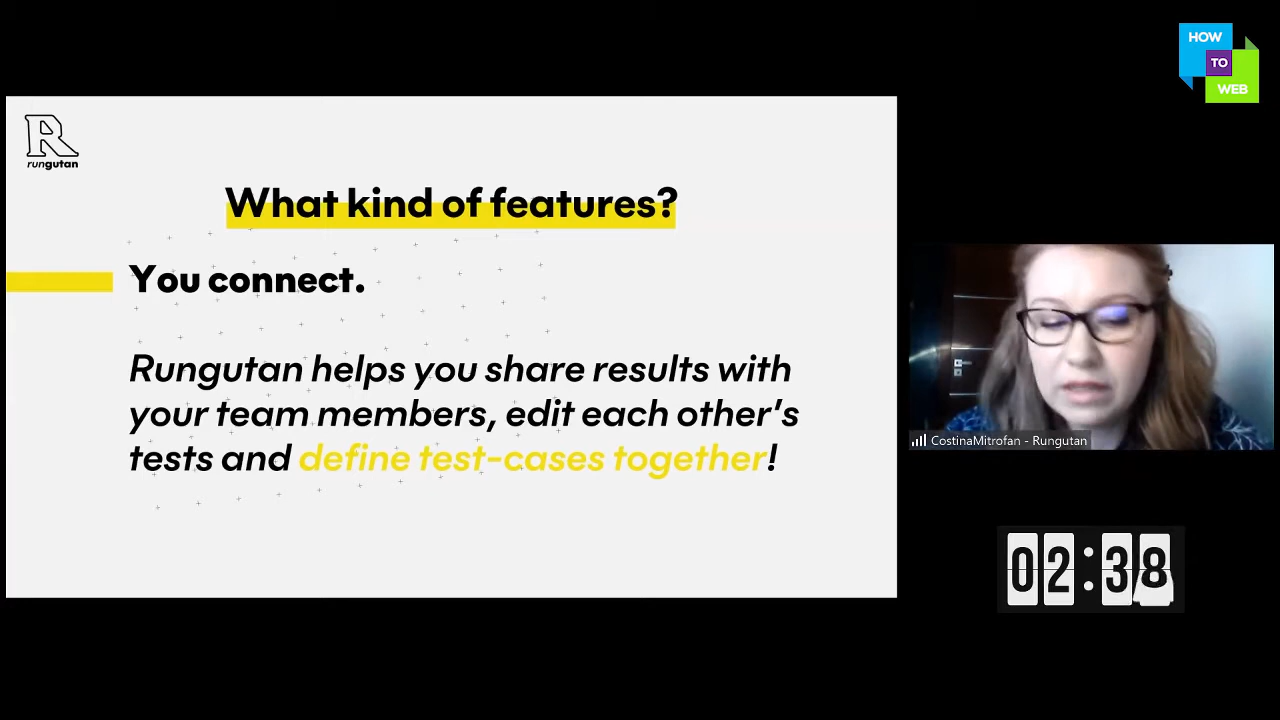 HOW
TO
WEB
R
rungutan
What kind of features?
You connect.
Rungutan helps you share results with
your team members, edit each other's
tests and define test-cases together!
CostinaMitrofan - Rungutan
02:38